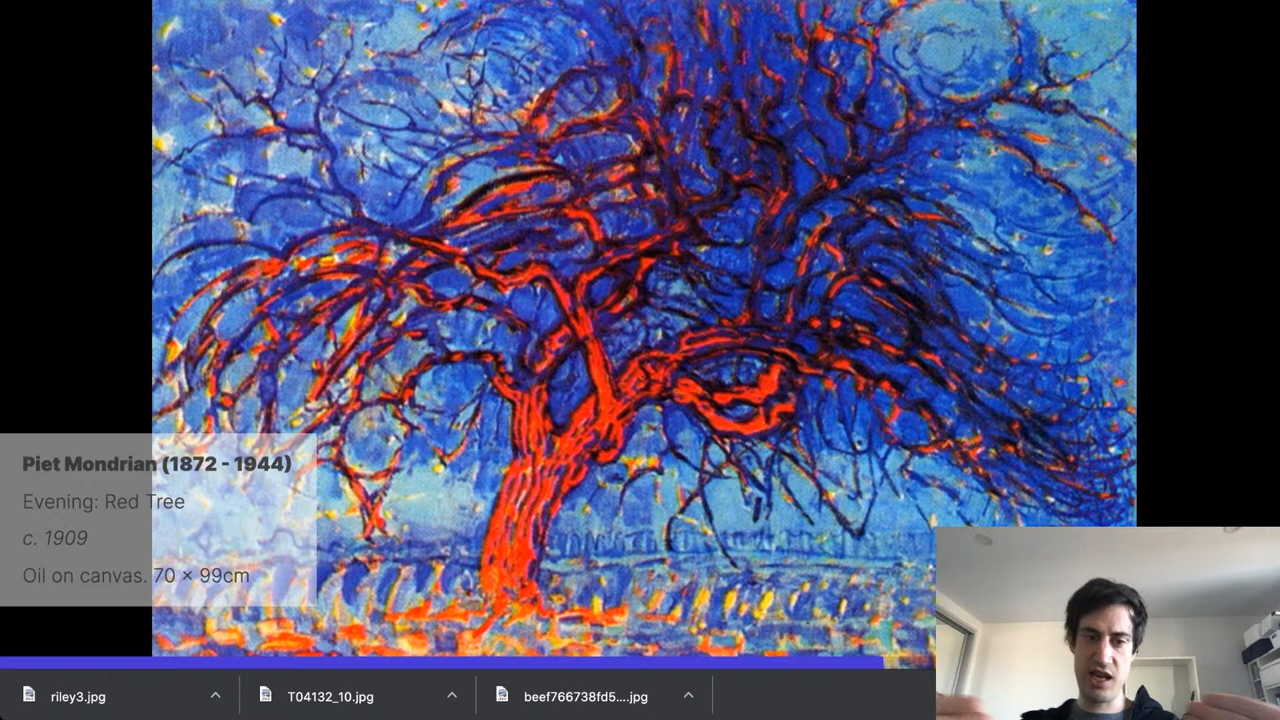 Piet Mondrian (1872 - 1944)
Evening: Red Tree
c. 1909
Oil on canvas. 70 × 99cm
riley3.jpg
T04132_10.jpg
beef766738fd5....jpg